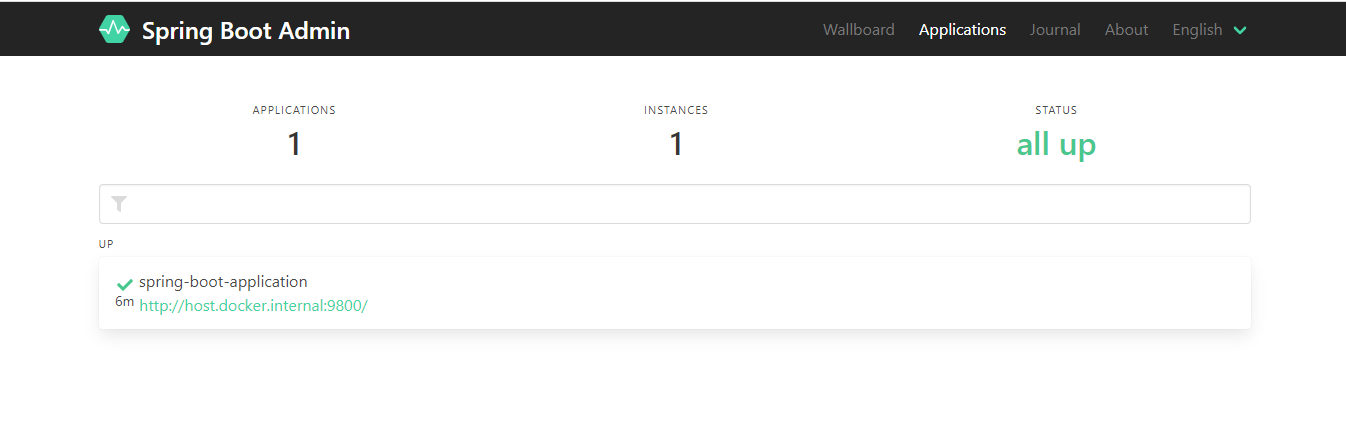 Spring Boot Admin Wallboard Applications Journal About English
APPLICATIONS INSTANCES STATUS
1 1 all up
UP
spring-boot-application
6m http://host.docker.internal:9800/